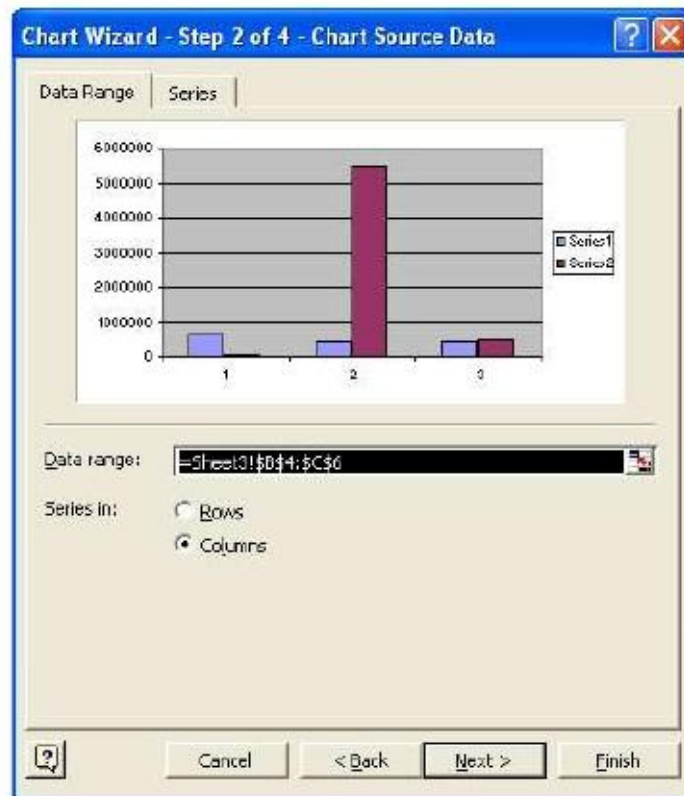 Chart Wizard - Step 2 of 4 - Chart Source Data
Data Range Series
6000000
5000000
4000000
3000000
2000000
1000000
0
1 2 3
Series1
Series2
Data range: =Sheet3!$B$4:$C$6
Series in: Rows
Columns
Cancel < Back Next > Finish